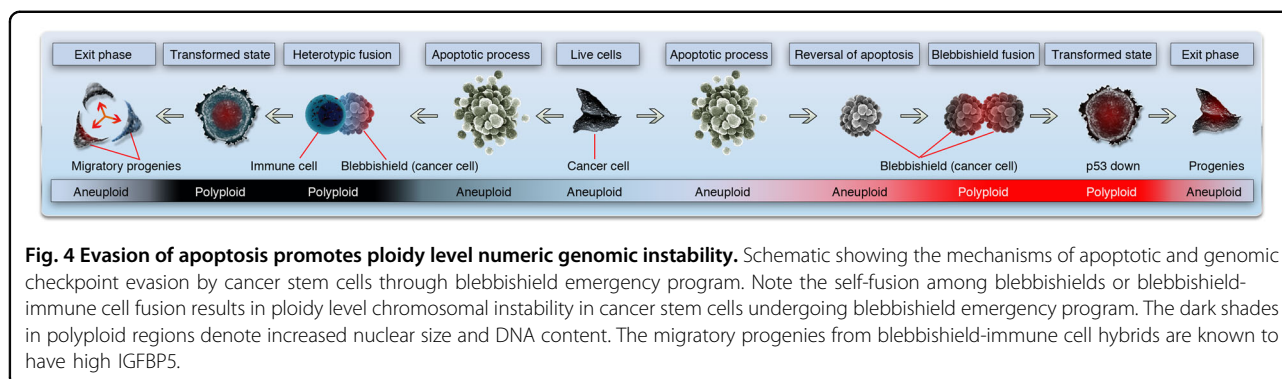 Exit phase Transformed state Heterotypic fusion Apoptotic process Live cells Apoptotic process Reversal of apoptosis Blebbishield fusion Transformed state Exit phase
Migratory progenies Immune cell Blebbishield (cancer cell) Cancer cell Blebbishield (cancer cell) p53 down Progenies
Aneuploid Polyploid Polyploid Aneuploid Aneuploid Aneuploid Aneuploid Polyploid Polyploid Aneuploid
Fig. 4 Evasion of apoptosis promotes ploidy level numeric genomic instability. Schematic showing the mechanisms of apoptotic and genomic
checkpoint evasion by cancer stem cells through blebbishield emergency program. Note the self-fusion among blebbishields or blebbishield-
immune cell fusion results in ploidy level chromosomal instability in cancer stem cells undergoing blebbishield emergency program. The dark shades
in polyploid regions denote increased nuclear size and DNA content. The migratory progenies from blebbishield-immune cell hybrids are known to
have high IGFBP5.